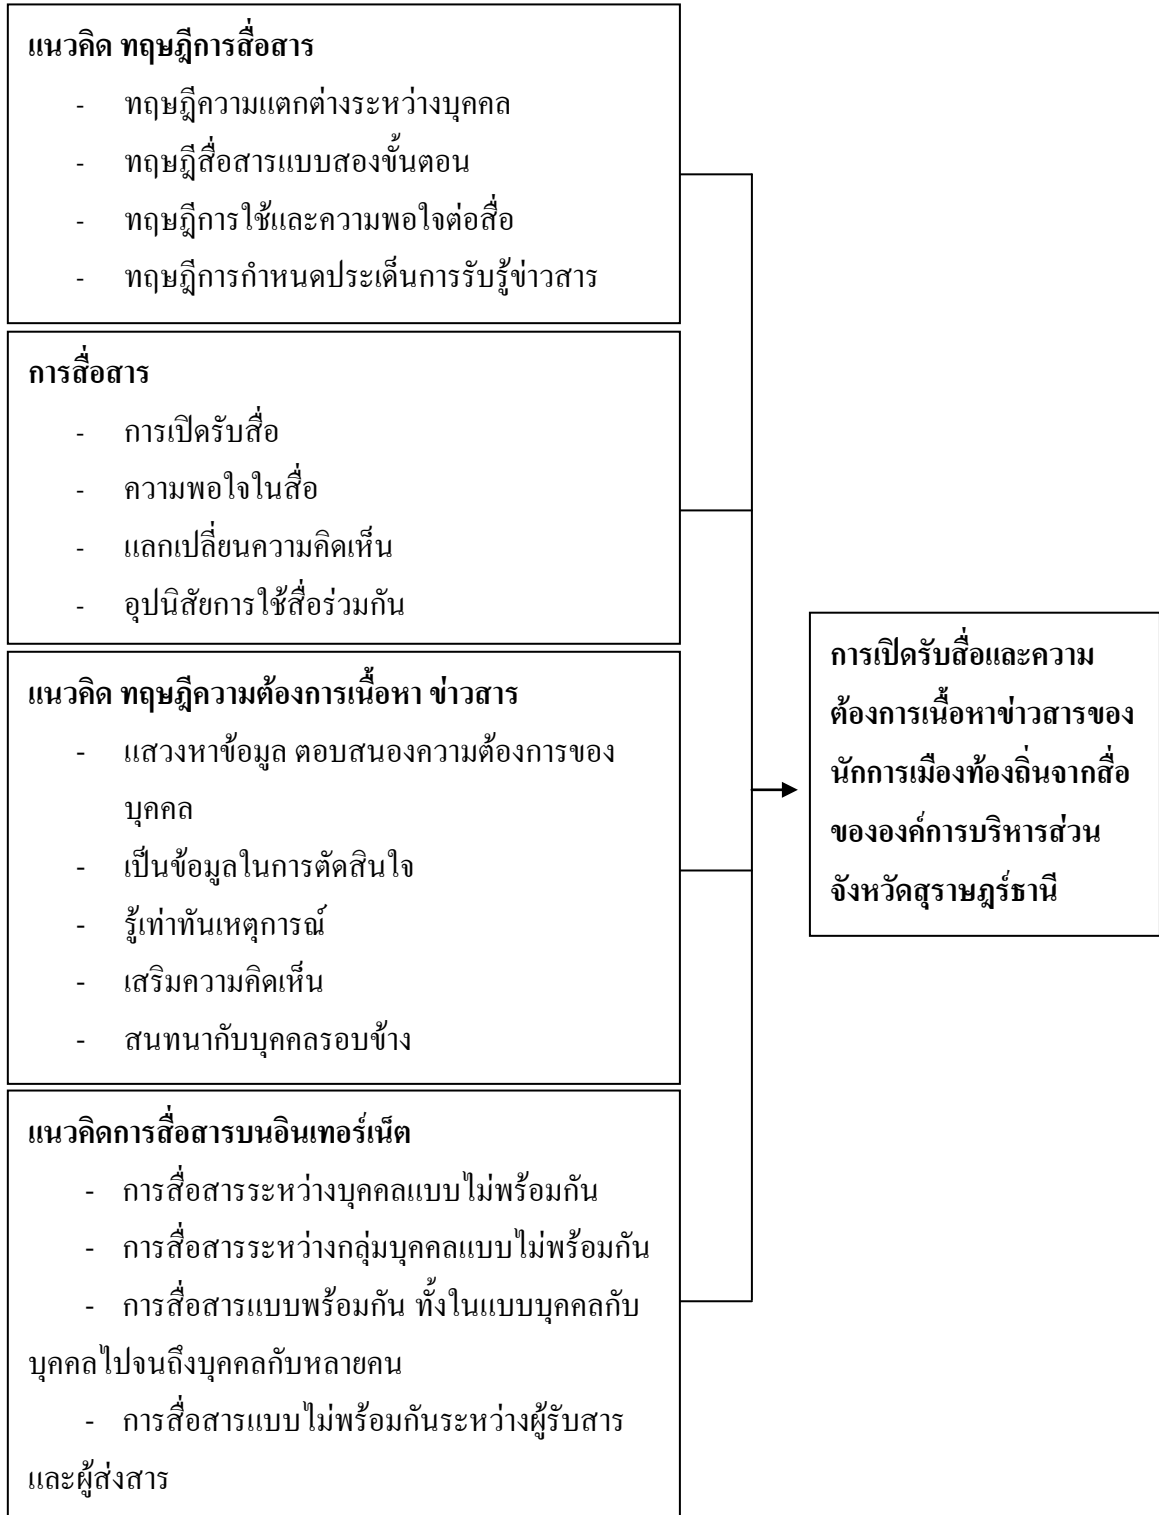 แนวคิด ทฤษฎีการสื่อสาร
- ทฤษฎีความแตกต่างระหว่างบุคคล
- ทฤษฎีสื่อสารแบบสองขั้นตอน
- ทฤษฎีการใช้และความพอใจต่อสื่อ
- ทฤษฎีการกำหนดประเด็นการรับรู้ข่าวสาร
การสื่อสาร
- การเปิดรับสื่อ
- ความพอใจในสื่อ
- แลกเปลี่ยนความคิดเห็น
- อุปนิสัยการใช้สื่อร่วมกัน
แนวคิด ทฤษฎีความต้องการเนื้อหา ข่าวสาร
- แสวงหาข้อมูล ตอบสนองความต้องการของ
บุคคล
- เป็นข้อมูลในการตัดสินใจ
- รู้เท่าทันเหตุการณ์
- เสริมความคิดเห็น
- สนทนากับบุคคลรอบข้าง
แนวคิดการสื่อสารบนอินเทอร์เน็ต
- การสื่อสารระหว่างบุคคลแบบไม่พร้อมกัน
- การสื่อสารระหว่างกลุ่มบุคคลแบบไม่พร้อมกัน
- การสื่อสารแบบพร้อมกัน ทั้งในแบบบุคคลกับ
บุคคลไปจนถึงบุคคลกับหลายคน
- การสื่อสารแบบไม่พร้อมกันระหว่างผู้รับสาร
และผู้ส่งสาร
การเปิดรับสื่อและความ
ต้องการเนื้อหาข่าวสารของ
นักการเมืองท้องถิ่นจากสื่อ
ขององค์การบริหารส่วน
จังหวัดสุราษฎร์ธานี